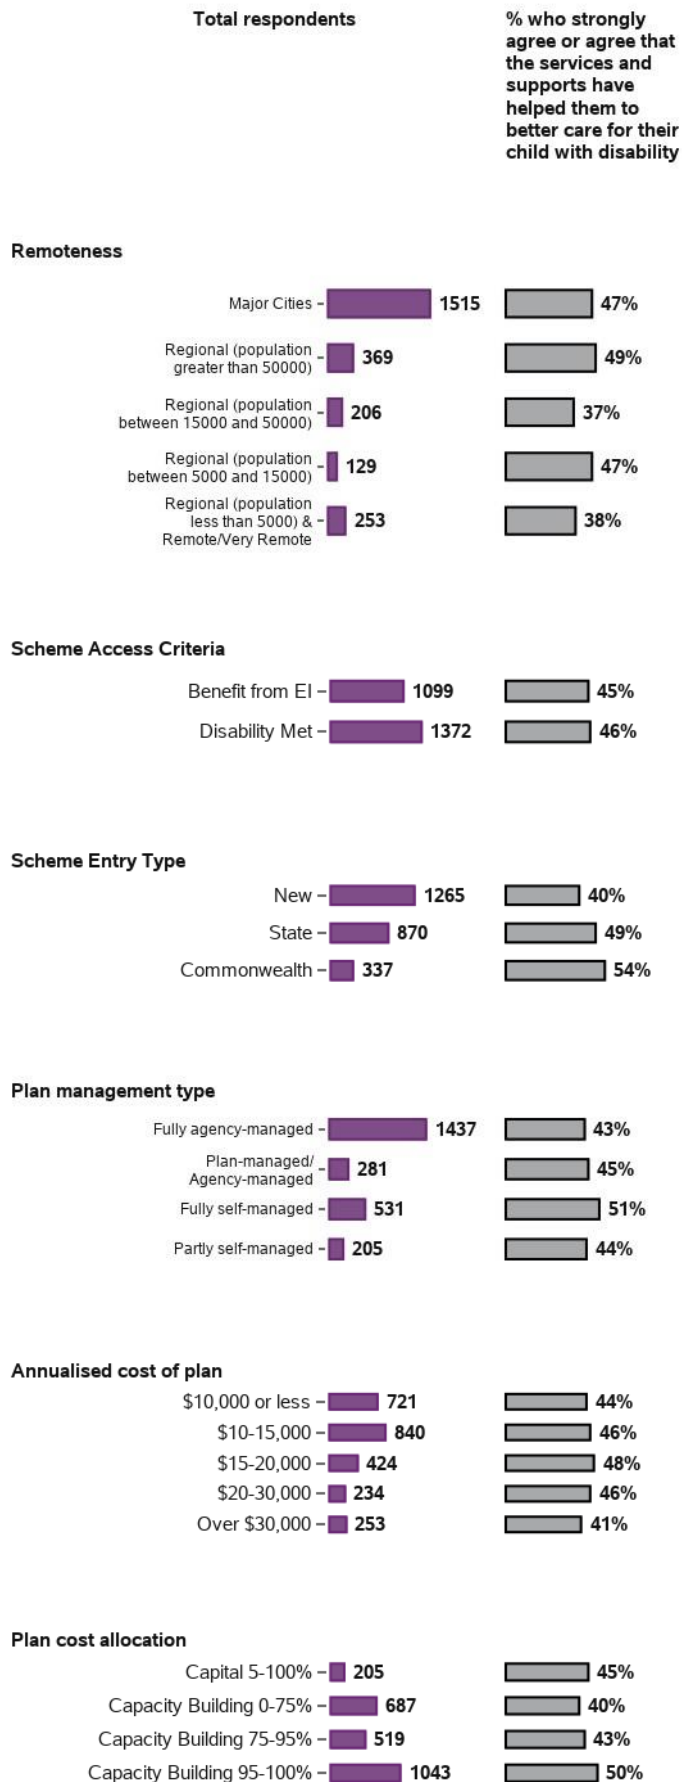 Total respondents
% who strongly
agree or agree that
the services and
supports have
helped them to
better care for their
child with disability
Remoteness
Major Cities 1515 47%
Regional (population
greater than 50000) 369 49%
Regional (population
between 15000 and 50000) 206 37%
Regional (population
between 5000 and 15000) 129 47%
Regional (population
less than 5000) & 253 38%
Remote/Very Remote
Scheme Access Criteria
Benefit from EI 1099 45%
Disability Met 1372 46%
Scheme Entry Type
New 1265 40%
State 870 49%
Commonwealth 337 54%
Plan management type
Fully agency-managed 1437 43%
Plan-managed/
Agency-managed 281 45%
Fully self-managed 531 51%
Partly self-managed 205 44%
Annualised cost of plan
$10,000 or less 721 44%
$10-15,000 840 46%
$15-20,000 424 48%
$20-30,000 234 46%
Over $30,000 253 41%
Plan cost allocation
Capital 5-100% 205 45%
Capacity Building 0-75% 687 40%
Capacity Building 75-95% 519 43%
Capacity Building 95-100% 1043 50%